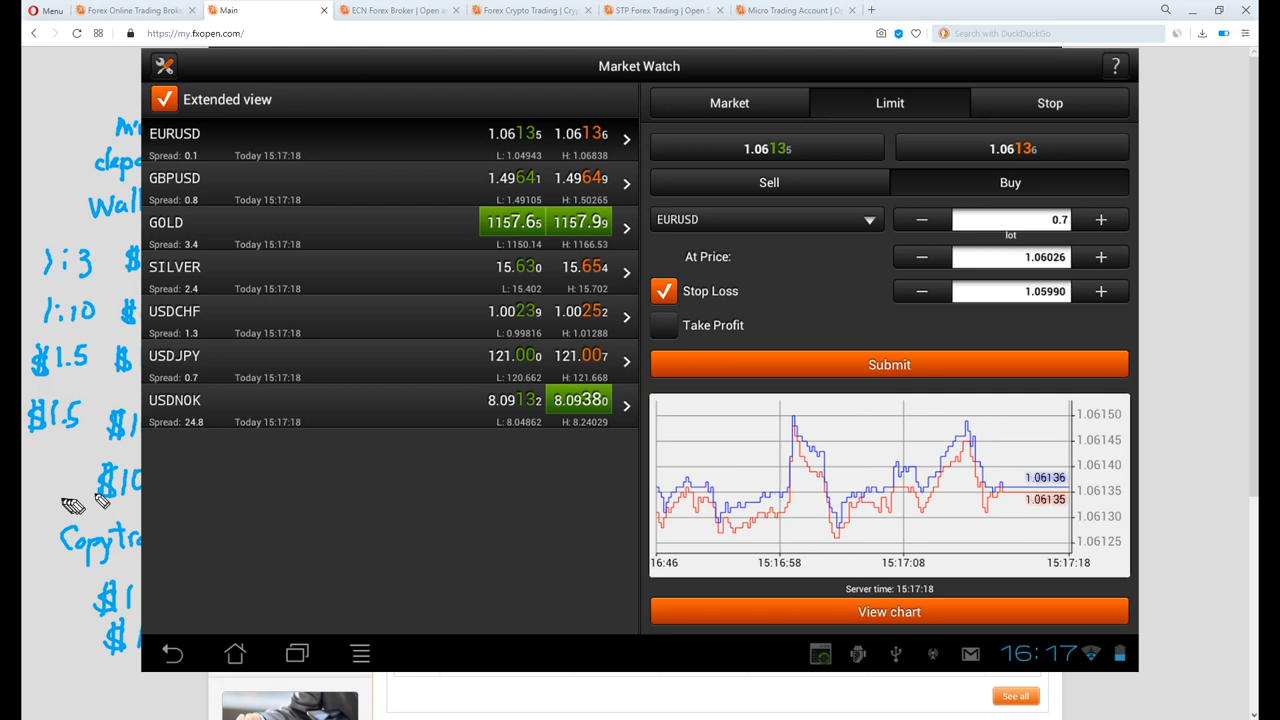 Menu
Forex Online Trading Broke
Main
ECN Forex Broker | Open a
Forex Crypto Trading | Cry
STP Forex Trading | Open S
Micro Trading Account | O
https://my.fxopen.com/
Search with DuckDuckGo
Market Watch
?
Extended view
EURUSD 1.06135 1.06136
Spread: 0.1 Today 15:17:18 L: 1.04943 H: 1.06838
GBPUSD 1.49641 1.49649
Spread: 0.8 Today 15:17:18 L: 1.49105 H: 1.50265
GOLD 1157.65 1157.99
Spread: 3.4 Today 15:17:18 L: 1150.14 H: 1166.53
SILVER 15.630 15.654
Spread: 2.4 Today 15:17:18 L: 15.402 H: 15.702
USDCHF 1.00239 1.00252
Spread: 1.3 Today 15:17:18 L: 0.99816 H: 1.01288
USDJPY 121.000 121.007
Spread: 0.7 Today 15:17:18 L: 120.662 H: 121.668
USDNOK 8.09132 8.09380
Spread: 24.8 Today 15:17:18 L: 8.04862 H: 8.24029
Market Limit Stop
1.06135 1.06136
Sell Buy
EURUSD − 0.7 +
lot
At Price: − 1.06026 +
Stop Loss − 1.05990 +
Take Profit
Submit
1.06150
1.06145
1.06140
1.06136
1.06135
1.06135
1.06130
1.06125
16:46 15:16:58 15:17:08 15:17:18
Server time: 15:17:18
View chart
16:17
depo
Wall
1:3 $
1:10
$1.5 $
$1.5 $1
$10
Copytra
$1
$1
See all